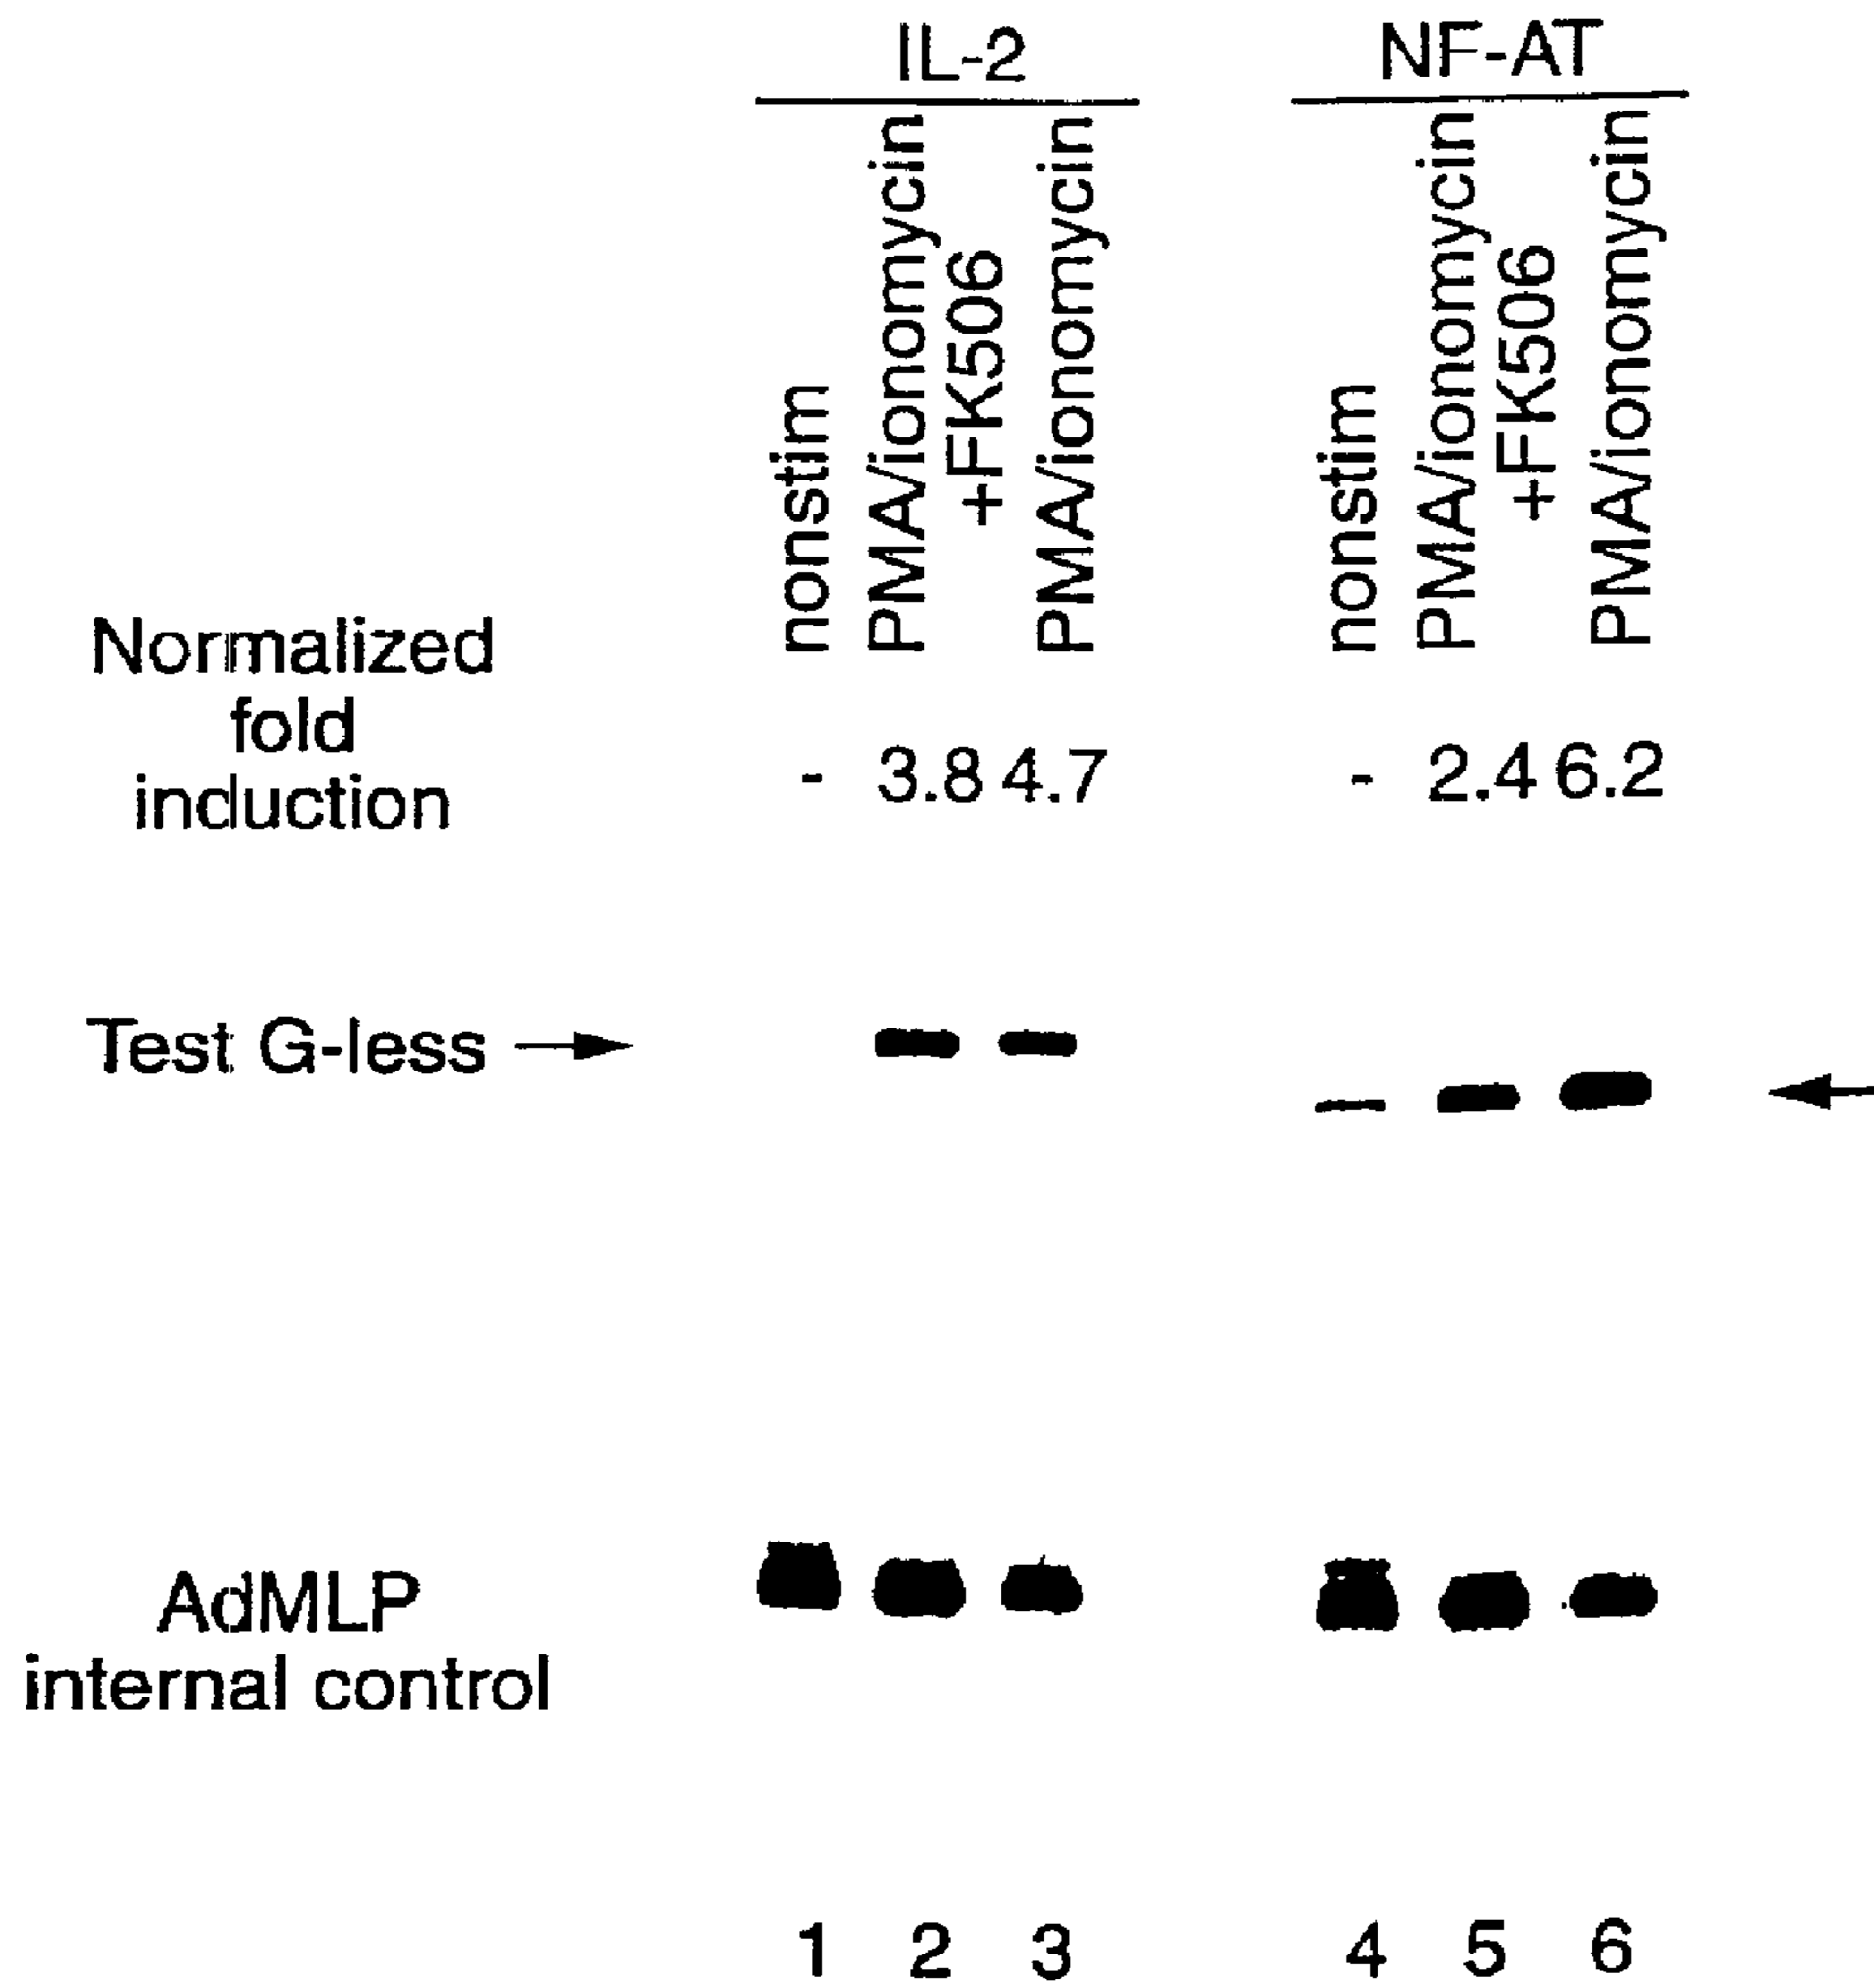 IL-2 NF-AT
nonstim
PMA/ionomycin
+FK506
PMA/ionomycin
nonstim
PMA/ionomycin
+FK506
PMA/ionomycin
Normalized
fold
induction
- 3.8 4.7 - 2.4 6.2
Test G-less
AdMLP
internal control
1 2 3 4 5 6